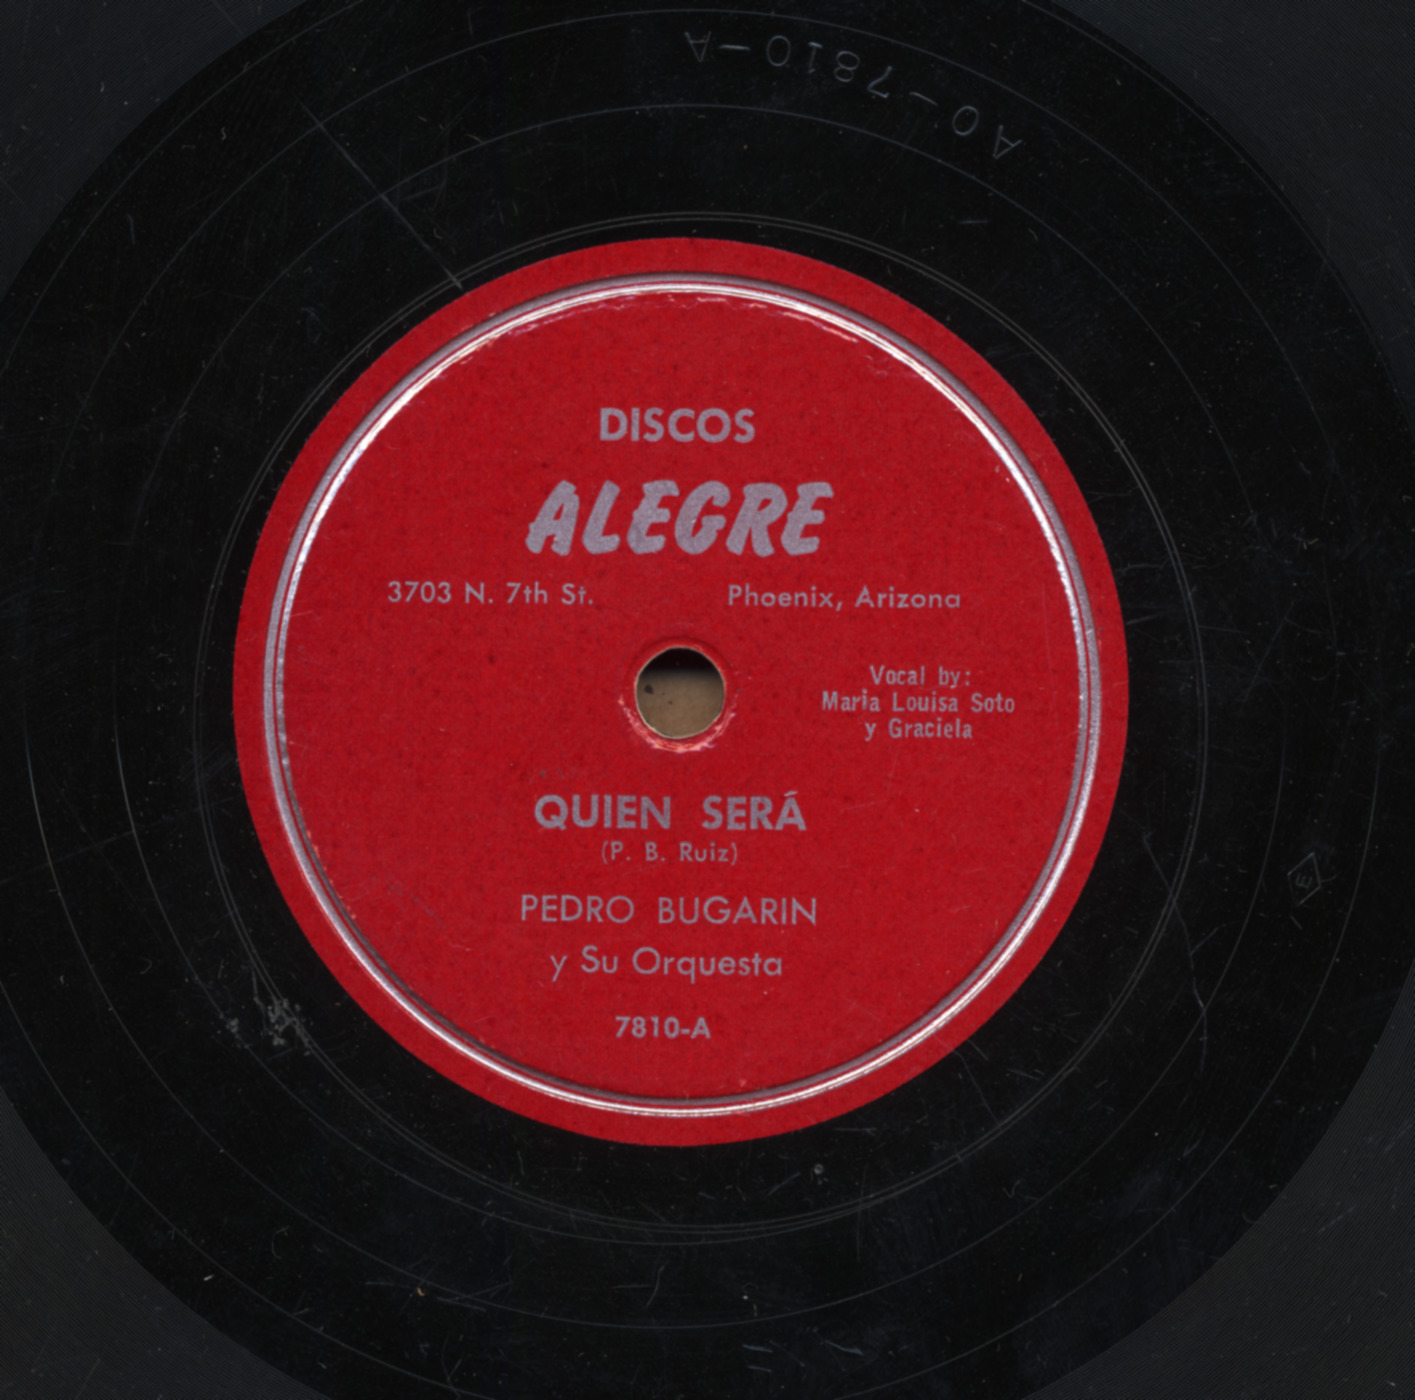 AO-7810-A
DISCOS
ALEGRE
3703 N. 7th St. Phoenix, Arizona
Vocal by:
Maria Louisa Soto
y Graciela
QUIEN SERÁ
(P. B. Ruiz)
PEDRO BUGARIN
y Su Orquesta
7810-A